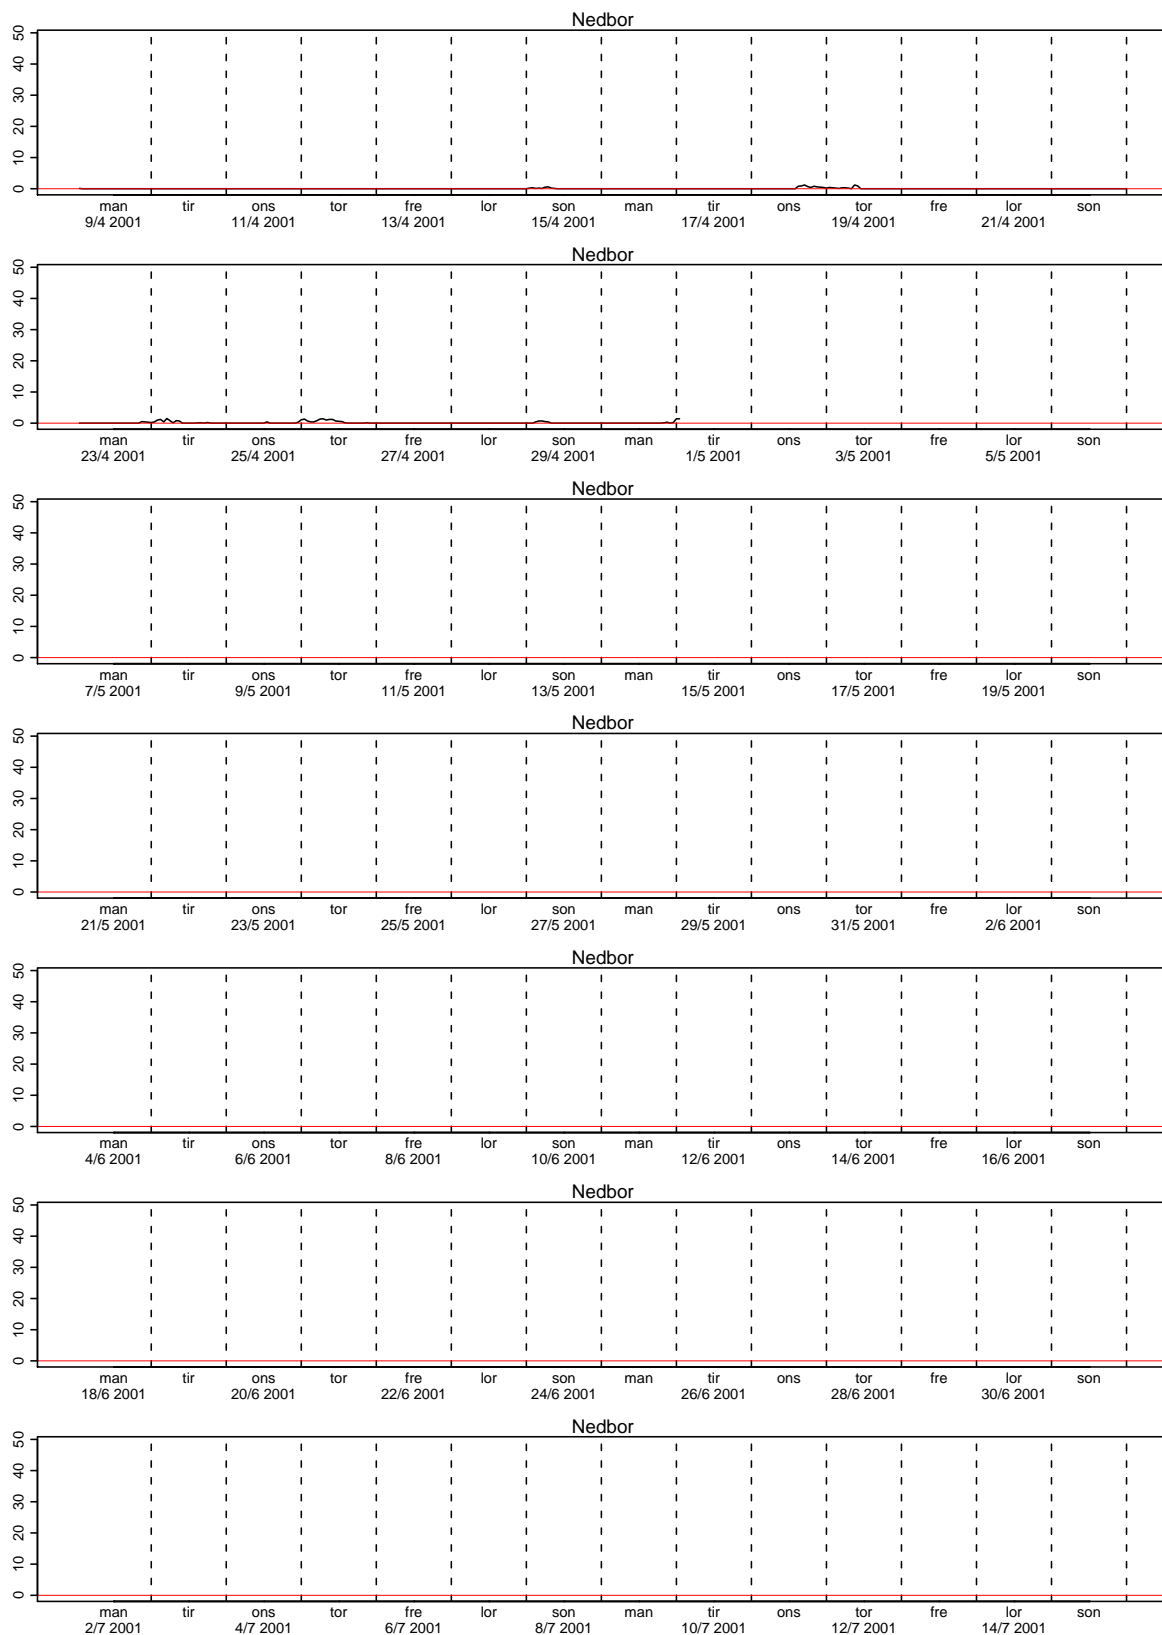 Nedbor
50
40
30
20
10
0
man tir ons tor fre lor son man tir ons tor fre lor son
9/4 2001 11/4 2001 13/4 2001 15/4 2001 17/4 2001 19/4 2001 21/4 2001
Nedbor
50
40
30
20
10
0
man tir ons tor fre lor son man tir ons tor fre lor son
23/4 2001 25/4 2001 27/4 2001 29/4 2001 1/5 2001 3/5 2001 5/5 2001
Nedbor
50
40
30
20
10
0
man tir ons tor fre lor son man tir ons tor fre lor son
7/5 2001 9/5 2001 11/5 2001 13/5 2001 15/5 2001 17/5 2001 19/5 2001
Nedbor
50
40
30
20
10
0
man tir ons tor fre lor son man tir ons tor fre lor son
21/5 2001 23/5 2001 25/5 2001 27/5 2001 29/5 2001 31/5 2001 2/6 2001
Nedbor
50
40
30
20
10
0
man tir ons tor fre lor son man tir ons tor fre lor son
4/6 2001 6/6 2001 8/6 2001 10/6 2001 12/6 2001 14/6 2001 16/6 2001
Nedbor
50
40
30
20
10
0
man tir ons tor fre lor son man tir ons tor fre lor son
18/6 2001 20/6 2001 22/6 2001 24/6 2001 26/6 2001 28/6 2001 30/6 2001
Nedbor
50
40
30
20
10
0
man tir ons tor fre lor son man tir ons tor fre lor son
2/7 2001 4/7 2001 6/7 2001 8/7 2001 10/7 2001 12/7 2001 14/7 2001